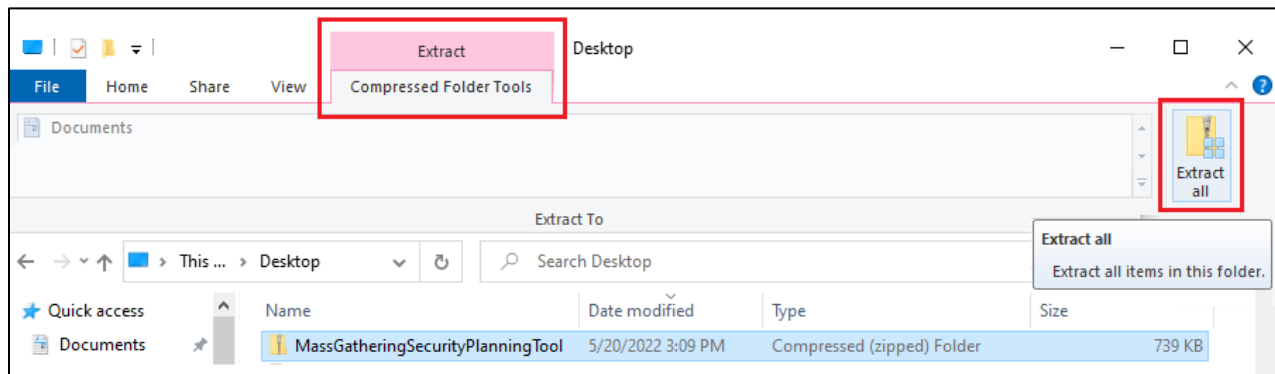 Extract
Desktop
File Home Share View Compressed Folder Tools
Documents
Extract
all
Extract To
Extract all
Extract all items in this folder.
This ... Desktop
Search Desktop
Quick access
Name Date modified Type Size
Documents
MassGatheringSecurityPlanningTool 5/20/2022 3:09 PM Compressed (zipped) Folder 739 KB